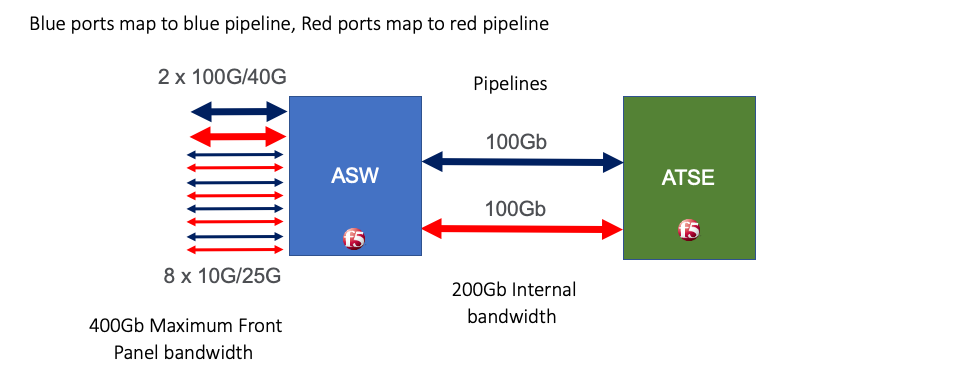 Blue ports map to blue pipeline, Red ports map to red pipeline
2 x 100G/40G
Pipelines
100Gb
ASW
ATSE
100Gb
f5
f5
8 x 10G/25G
200Gb Internal
bandwidth
400Gb Maximum Front
Panel bandwidth